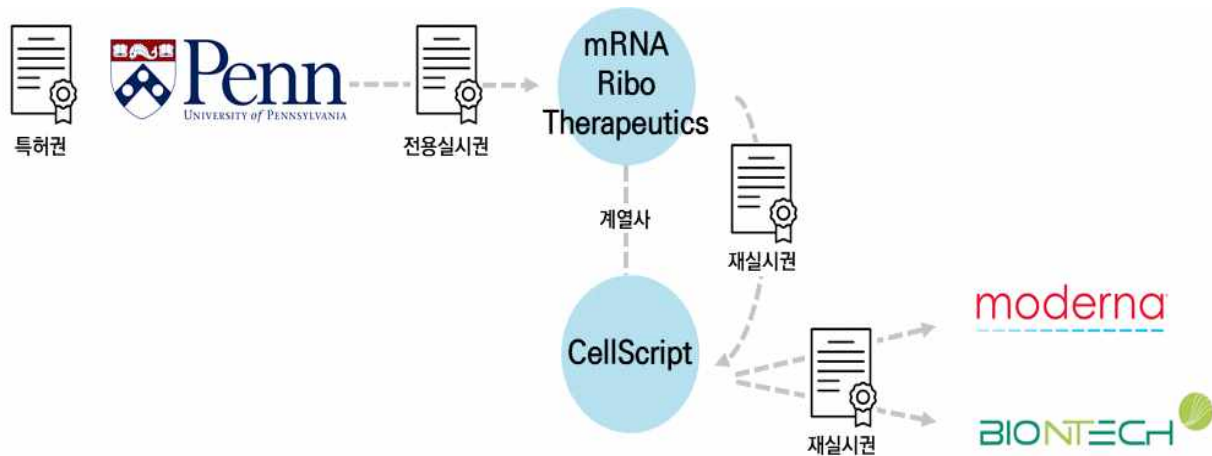 특허권
Penn
UNIVERSITY of PENNSYLVANIA
전용실시권
mRNA
Ribo
Therapeutics
계열사
재실시권
CellScript
moderna
재실시권
BIONTECH